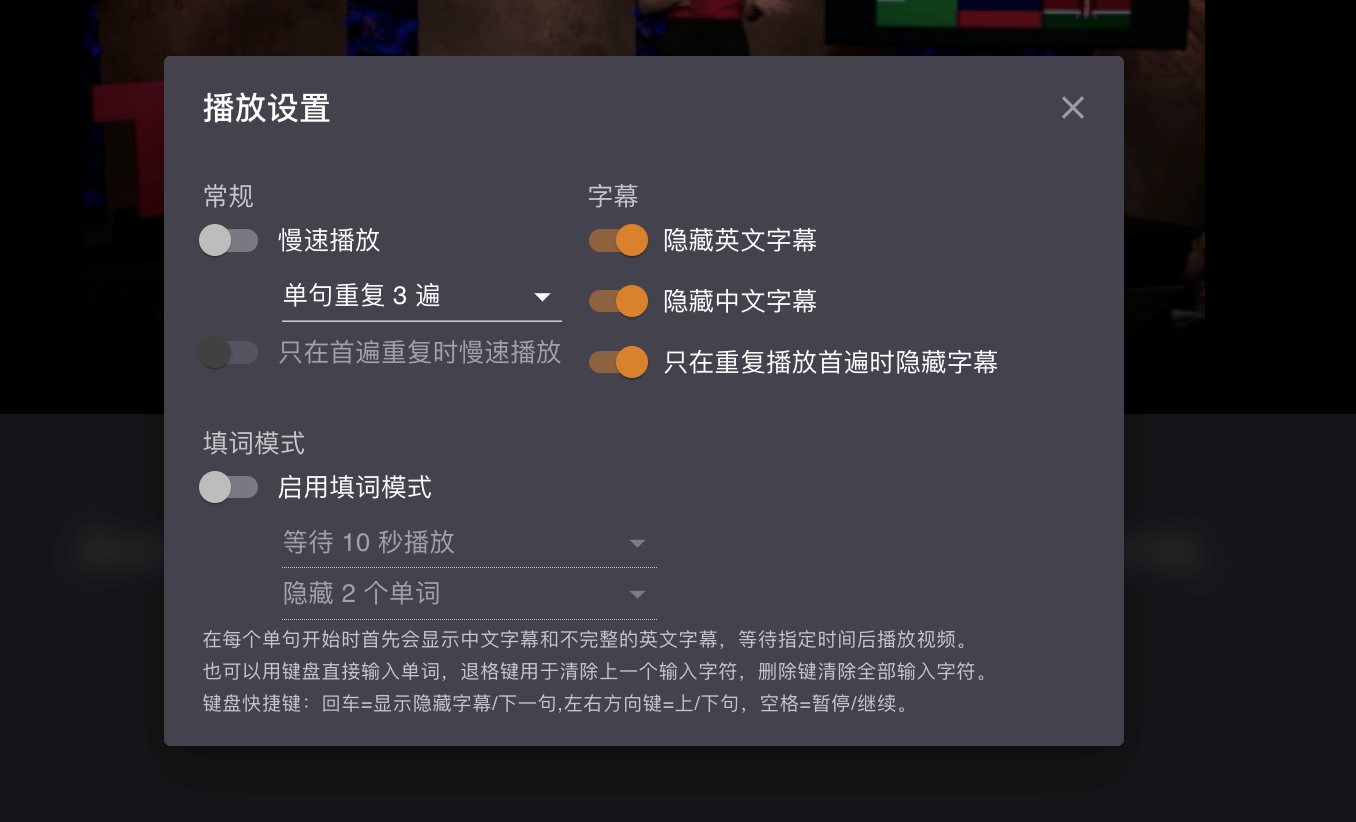 播放设置
常规
慢速播放
单句重复 3 遍
只在首遍重复时慢速播放
字幕
隐藏英文字幕
隐藏中文字幕
只在重复播放首遍时隐藏字幕
填词模式
启用填词模式
等待 10 秒播放
隐藏 2 个单词
在每个单句开始时首先会显示中文字幕和不完整的英文字幕，等待指定时间后播放视频。
也可以用键盘直接输入单词，退格键用于清除上一个输入字符，删除键清除全部输入字符。
键盘快捷键：回车=显示隐藏字幕/下一句,左右方向键=上/下句，空格=暂停/继续。